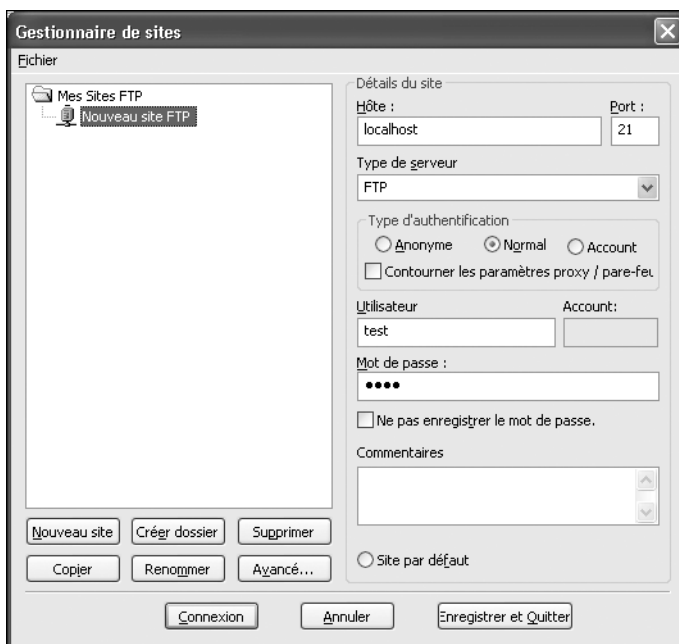 Gestionnaire de sites
Fichier
Mes Sites FTP
Nouveau site FTP
Nouveau site
Créer dossier
Supprimer
Copier
Renommer
Avancé...
Détails du site
Hôte :
Port :
localhost
21
Type de serveur
FTP
Type d'authentification
Anonyme
Normal
Account
Contourner les paramètres proxy / pare-feu
Utilisateur
Account:
test
Mot de passe :
••••
Ne pas enregistrer le mot de passe.
Commentaires
Site par défaut
Connexion
Annuler
Enregistrer et Quitter